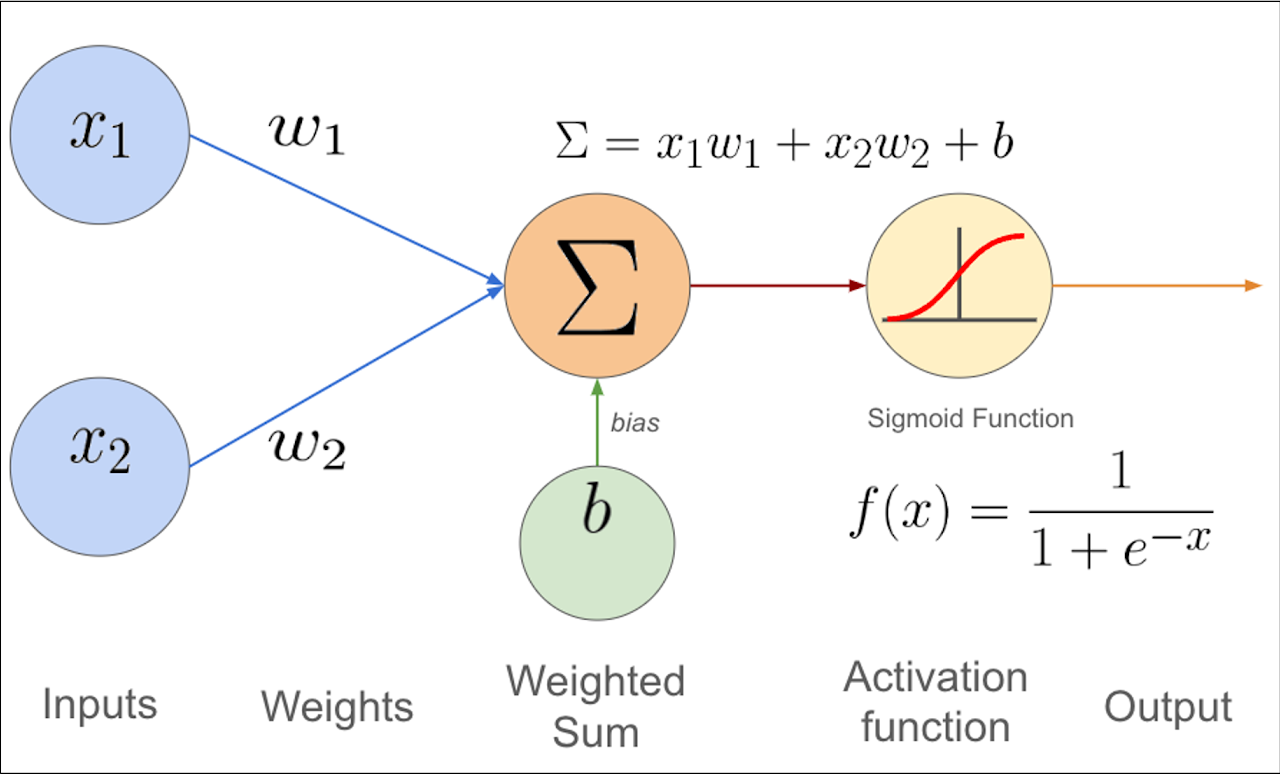 x₁
w₁
Σ = x₁w₁ + x₂w₂ + b
Σ
bias
x₂
w₂
b
Sigmoid Function
f(x) = 1 / (1 + e⁻ˣ)
Inputs
Weights
Weighted
Sum
Activation
function
Output